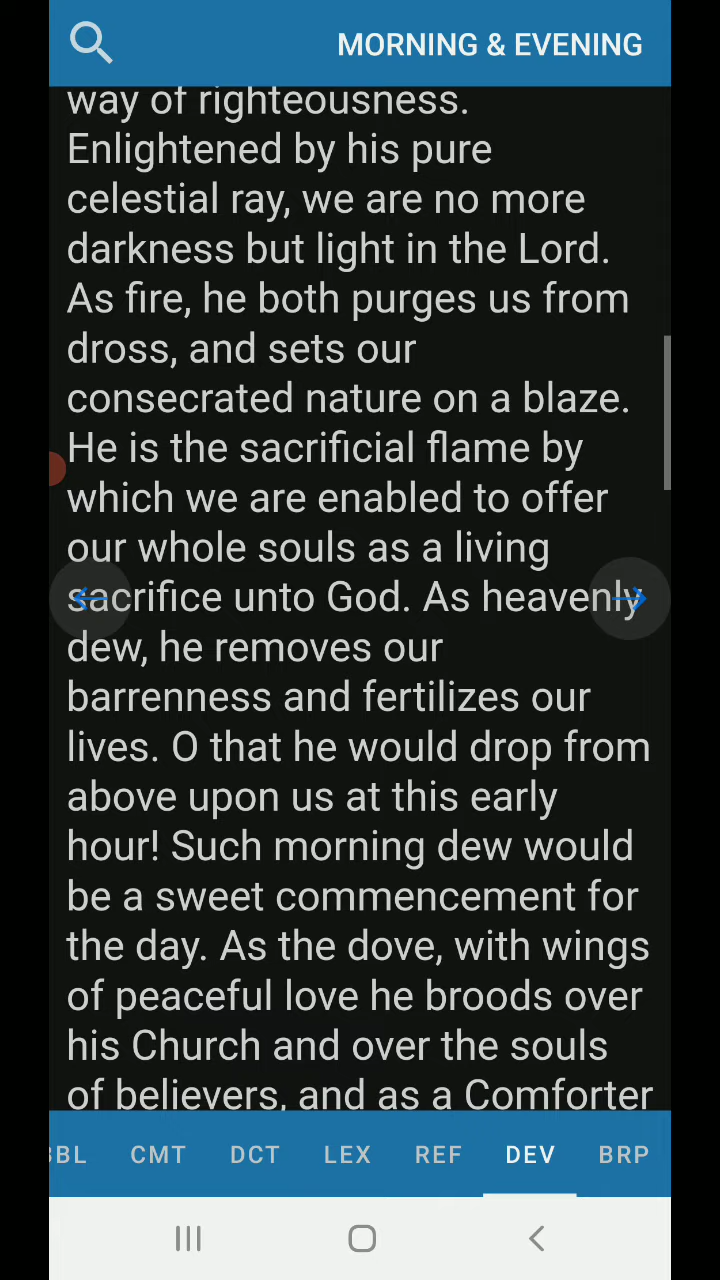 MORNING & EVENING
way of righteousness.
Enlightened by his pure
celestial ray, we are no more
darkness but light in the Lord.
As fire, he both purges us from
dross, and sets our
consecrated nature on a blaze.
He is the sacrificial flame by
which we are enabled to offer
our whole souls as a living
sacrifice unto God. As heavenly
dew, he removes our
barrenness and fertilizes our
lives. O that he would drop from
above upon us at this early
hour! Such morning dew would
be a sweet commencement for
the day. As the dove, with wings
of peaceful love he broods over
his Church and over the souls
of believers, and as a Comforter
BBL CMT DCT LEX REF DEV BRP